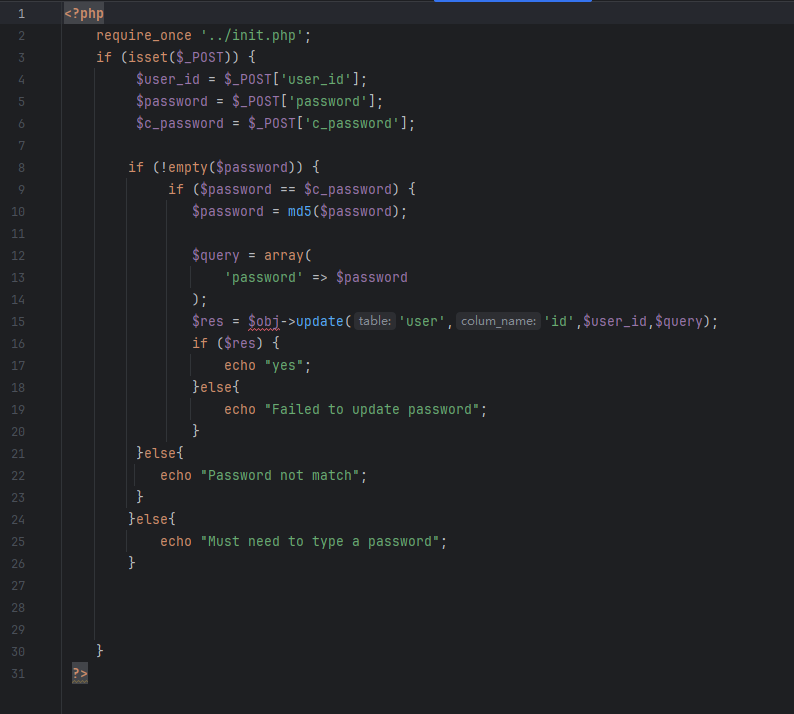 1 <?php
2 require_once '../init.php';
3 if (isset($_POST)) {
4 $user_id = $_POST['user_id'];
5 $password = $_POST['password'];
6 $c_password = $_POST['c_password'];
7
8 if (!empty($password)) {
9 if ($password == $c_password) {
10 $password = md5($password);
11
12 $query = array(
13 'password' => $password
14 );
15 $res = $obj->update( table: 'user', colum_name: 'id',$user_id,$query);
16 if ($res) {
17 echo "yes";
18 }else{
19 echo "Failed to update password";
20 }
21 }else{
22 echo "Password not match";
23 }
24 }else{
25 echo "Must need to type a password";
26 }
27
28
29
30 }
31 ?>